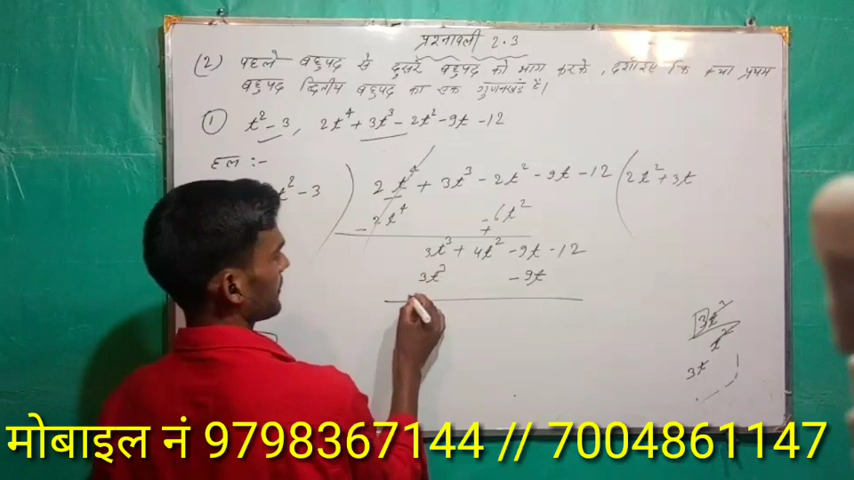 प्रश्नावली 2.3
(2) पहले बहुपद से दुसरे बहुपद को भाग करके, दर्शाइए कि क्या प्रथम
बहुपद द्वितीय बहुपद का एक गुणनखंड है।
① t² - 3, 2t⁴ + 3t³ - 2t² - 9t - 12
हल :-
t² - 3 ) 2t⁴ + 3t³ - 2t² - 9t - 12 ( 2t² + 3t
- 2t⁴ - 6t²
+
3t³ + 4t² - 9t - 12
3t³ - 9t
3t³
t²
3t
मोबाइल नं 9798367144 // 7004861147